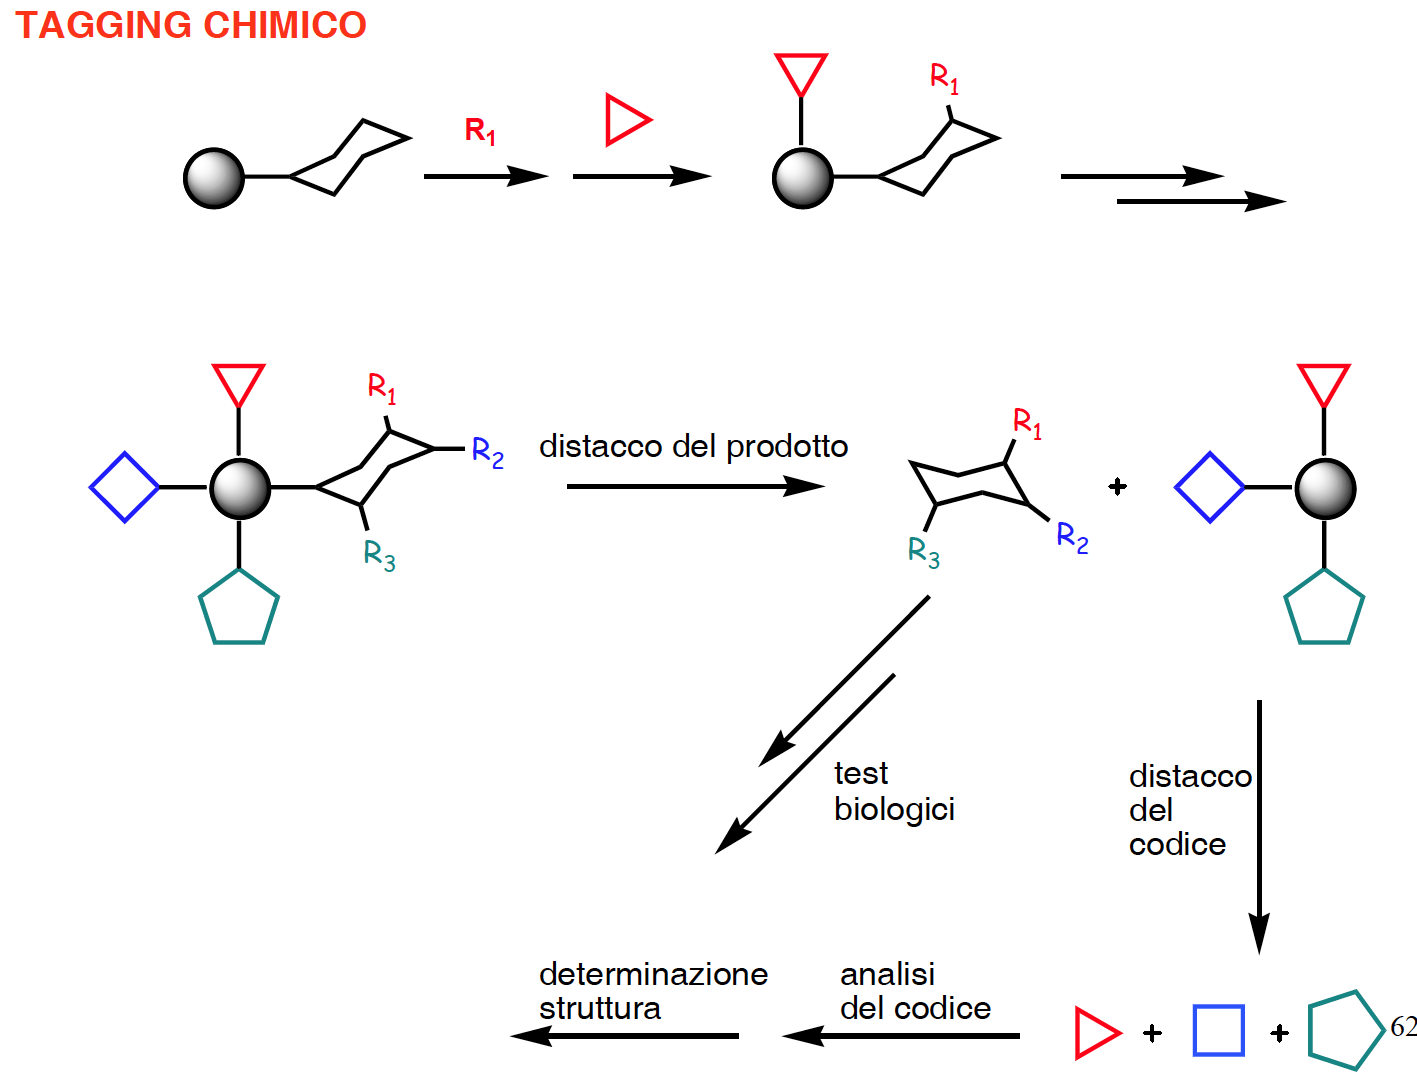 TAGGING CHIMICO
R1
R1
R1
R2
R3
distacco del prodotto
R1
+
R2
R3
test
biologici
distacco
del
codice
determinazione
struttura
analisi
del codice
+ +
62